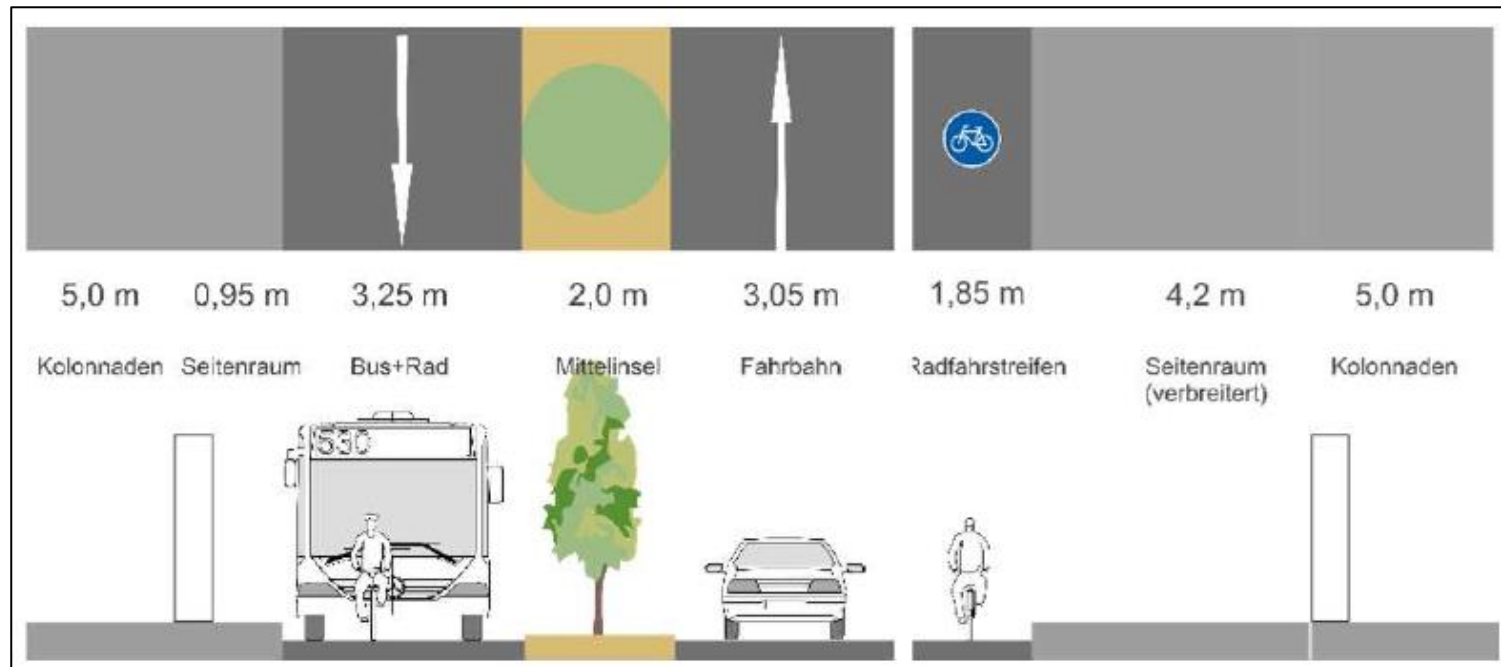 5,0 m 0,95 m 3,25 m 2,0 m 3,05 m 1,85 m 4,2 m 5,0 m
Kolonnaden Seitenraum Bus+Rad Mittelinsel Fahrbahn Radfahrstreifen Seitenraum Kolonnaden
(verbreitert)
530